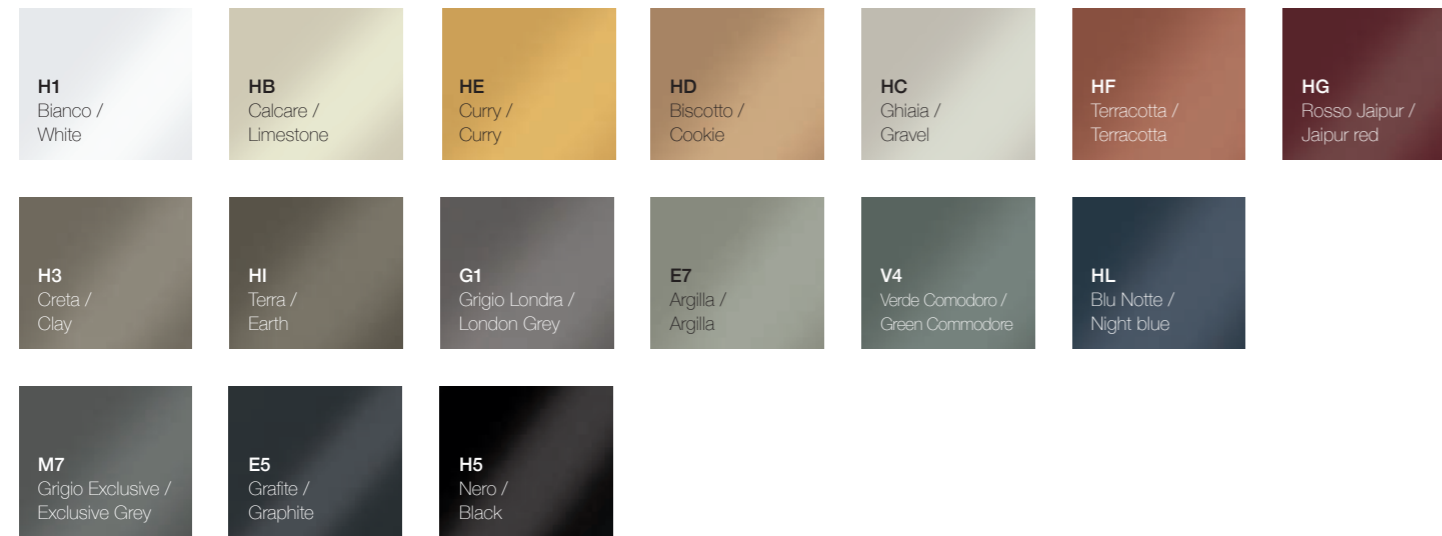 H1
Bianco /
White
HB
Calcare /
Limestone
HE
Curry /
Curry
HD
Biscotto /
Cookie
HC
Ghiaia /
Gravel
HF
Terracotta /
Terracotta
HG
Rosso Jaipur /
Jaipur red
H3
Creta /
Clay
HI
Terra /
Earth
G1
Grigio Londra /
London Grey
E7
Argilla /
Argilla
V4
Verde Comodoro /
Green Commodore
HL
Blu Notte /
Night blue
M7
Grigio Exclusive /
Exclusive Grey
E5
Grafite /
Graphite
H5
Nero /
Black